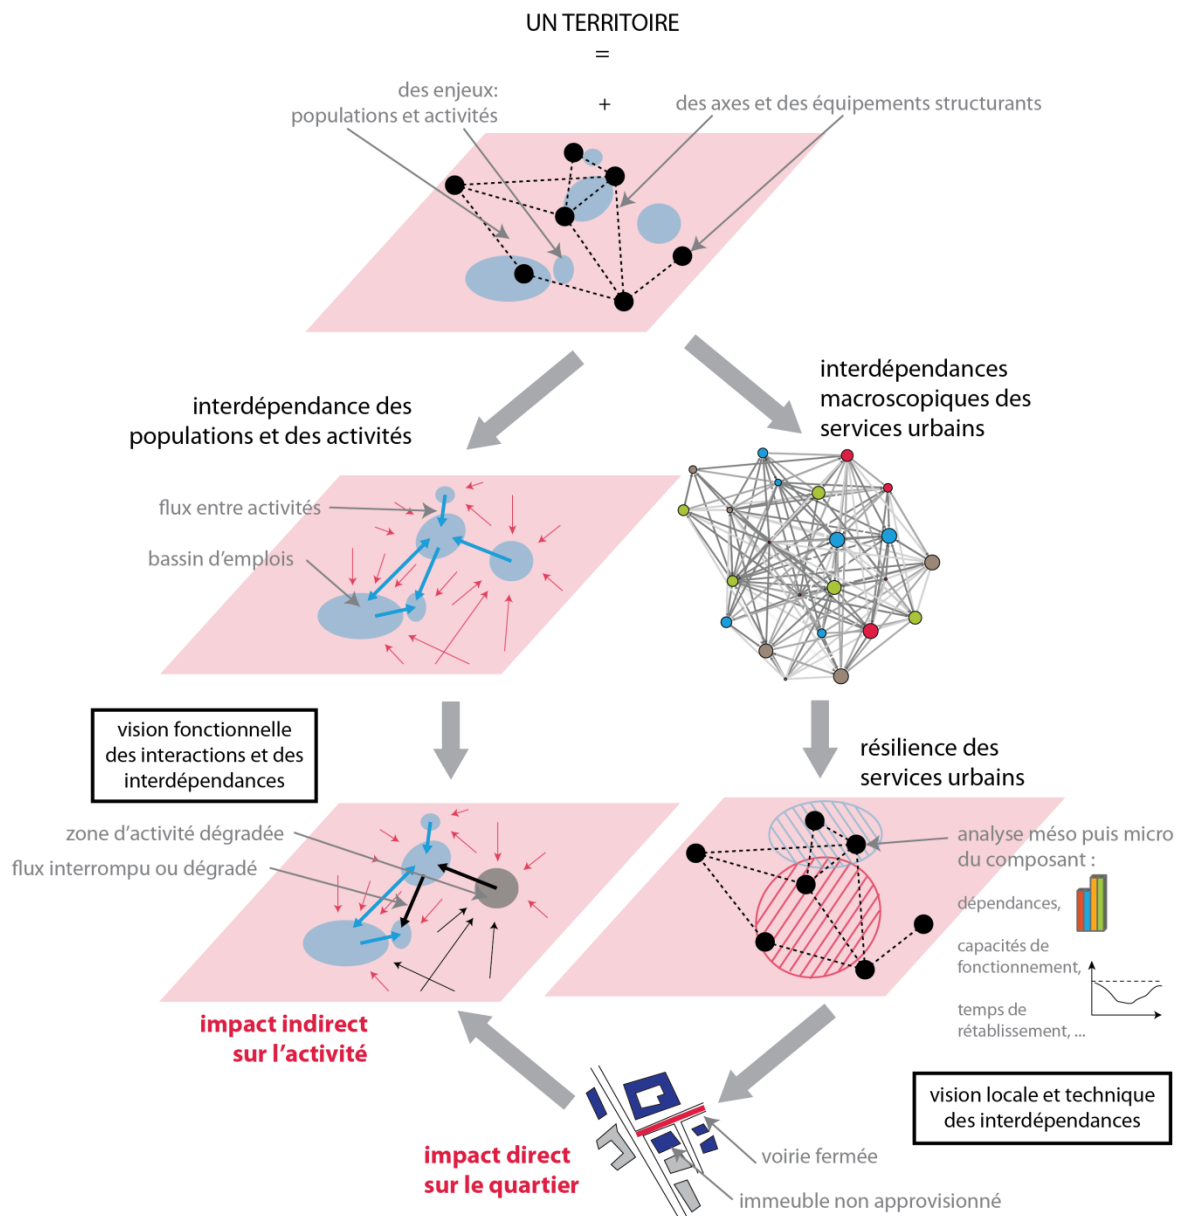 UN TERRITOIRE
=
des enjeux:
populations et activités
+
des axes et des équipements structurants
interdépendance des
populations et des activités
interdépendances
macroscopiques des
services urbains
flux entre activités
bassin d'emplois
vision fonctionnelle
des interactions et des
interdépendances
résilience des
services urbains
zone d'activité dégradée
flux interrompu ou dégradé
analyse méso puis micro
du composant :
dépendances,
capacités de
fonctionnement,
temps de
rétablissement, ...
impact indirect
sur l'activité
vision locale et technique
des interdépendances
impact direct
sur le quartier
voirie fermée
immeuble non approvisionné